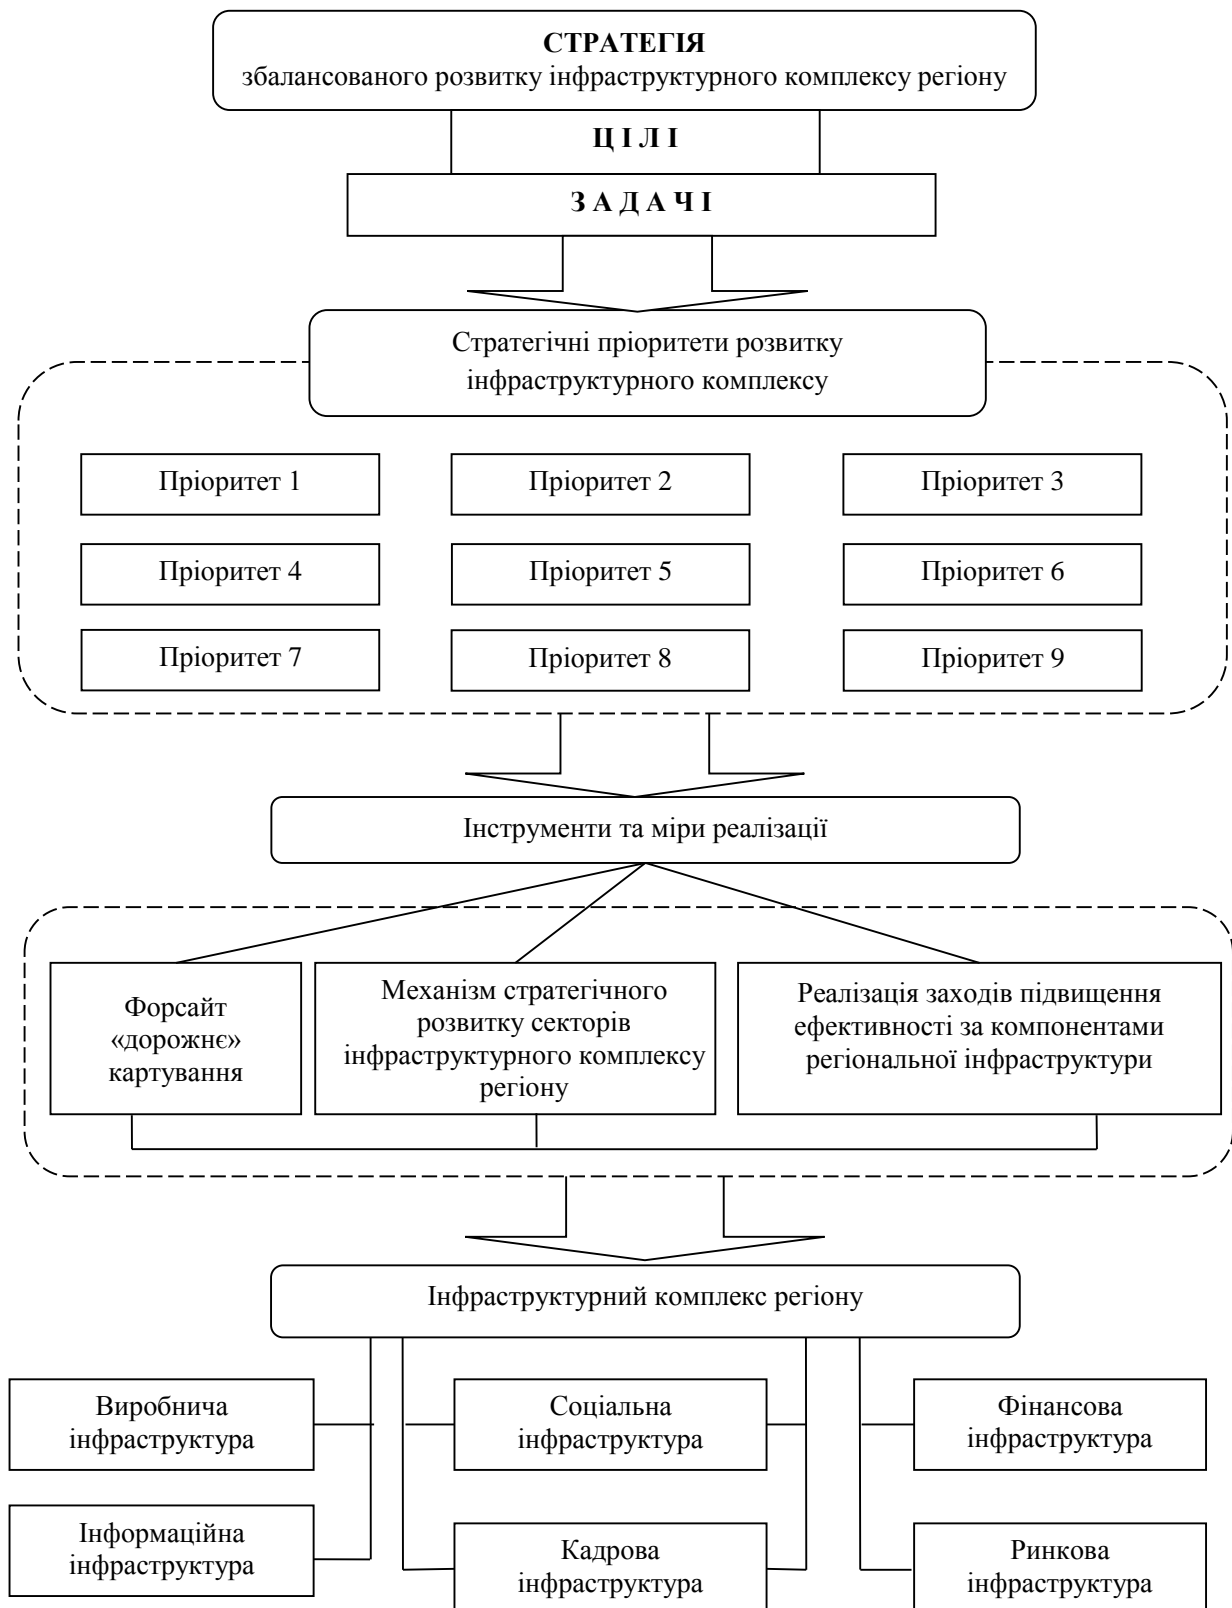 СТРАТЕГІЯ
збалансованого розвитку інфраструктурного комплексу регіону
Ц І Л І
З А Д А Ч І
Стратегічні пріоритети розвитку
інфраструктурного комплексу
Пріоритет 1
Пріоритет 2
Пріоритет 3
Пріоритет 4
Пріоритет 5
Пріоритет 6
Пріоритет 7
Пріоритет 8
Пріоритет 9
Інструменти та міри реалізації
Форсайт
«дорожнє»
картування
Механізм стратегічного
розвитку секторів
інфраструктурного комплексу
регіону
Реалізація заходів підвищення
ефективності за компонентами
регіональної інфраструктури
Інфраструктурний комплекс регіону
Виробнича
інфраструктура
Соціальна
інфраструктура
Фінансова
інфраструктура
Інформаційна
інфраструктура
Кадрова
інфраструктура
Ринкова
інфраструктура